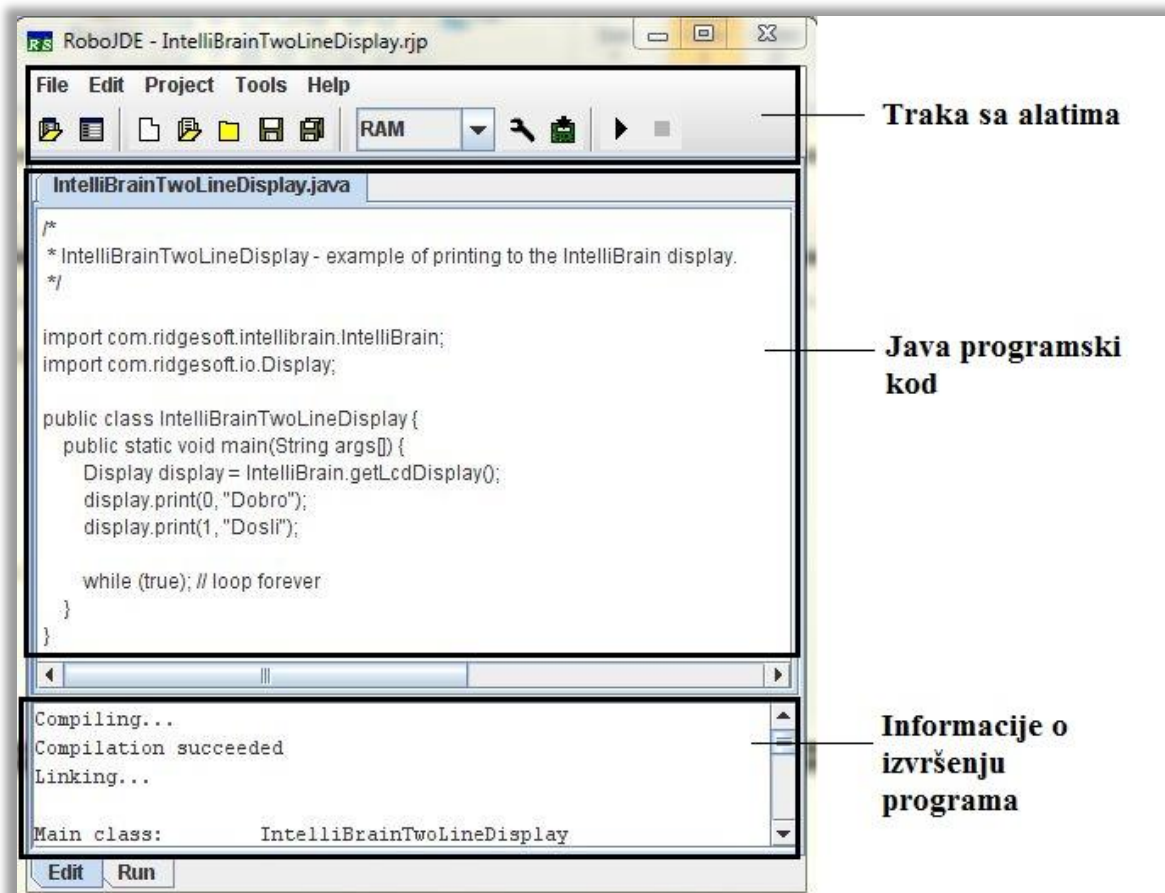 RS RoboJDE - IntelliBrainTwoLineDisplay.rjp
File Edit Project Tools Help
RAM
Traka sa alatima
IntelliBrainTwoLineDisplay.java
/*
* IntelliBrainTwoLineDisplay - example of printing to the IntelliBrain display.
*/
import com.ridgesoft.intellibrain.IntelliBrain;
import com.ridgesoft.io.Display;
public class IntelliBrainTwoLineDisplay {
public static void main(String args[]) {
Display display = IntelliBrain.getLcdDisplay();
display.print(0, "Dobro");
display.print(1, "Dosli");
while (true); // loop forever
}
}
Java programski
kod
Compiling...
Compilation succeeded
Linking...
Main class: IntelliBrainTwoLineDisplay
Informacije o
izvršenju
programa
Edit Run